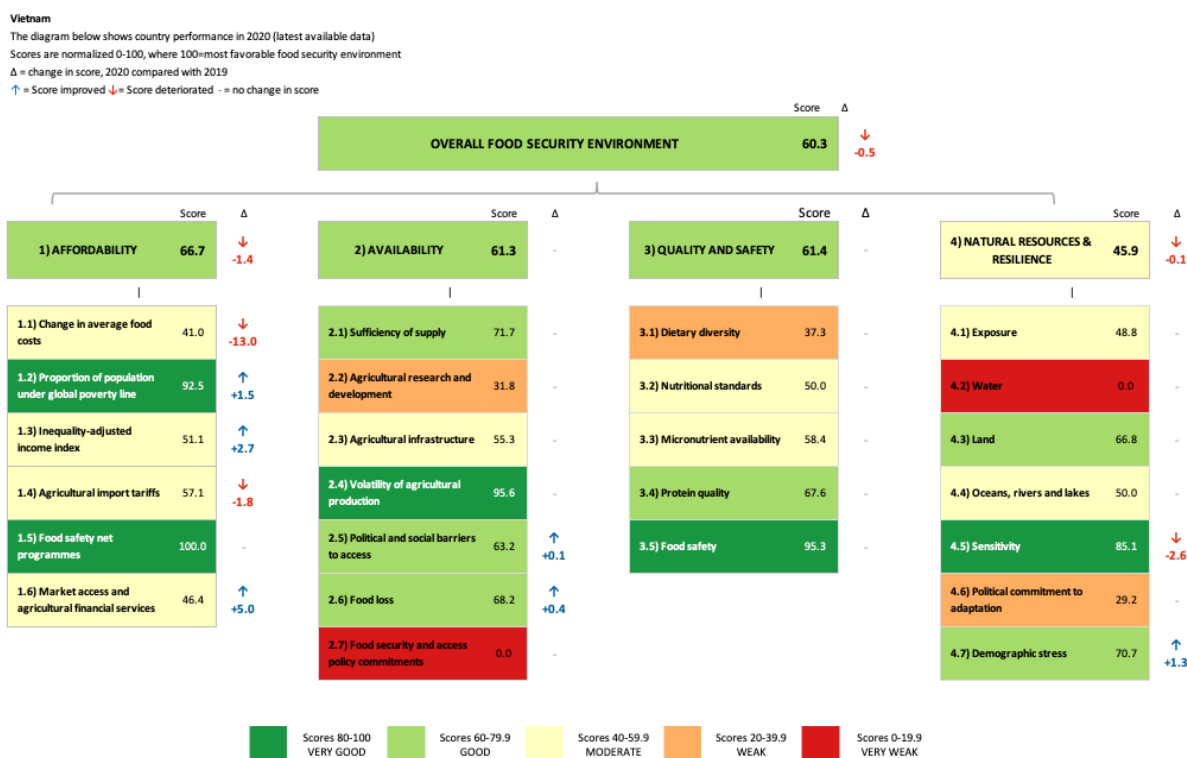 Vietnam
The diagram below shows country performance in 2020 (latest available data)
Scores are normalized 0-100, where 100=most favorable food security environment
Δ = change in score, 2020 compared with 2019
↑ = Score improved ↓= Score deteriorated - = no change in score
Score Δ
OVERALL FOOD SECURITY ENVIRONMENT 60.3 ↓
-0.5
Score Δ
1) AFFORDABILITY 66.7 ↓
-1.4
1.1) Change in average food
costs 41.0 ↓
-13.0
1.2) Proportion of population
under global poverty line 92.5 ↑
+1.5
1.3) Inequality-adjusted
income index 51.1 ↑
+2.7
1.4) Agricultural import tariffs 57.1 ↓
-1.8
1.5) Food safety net
programmes 100.0 -
1.6) Market access and
agricultural financial services 46.4 ↑
+5.0
Score Δ
2) AVAILABILITY 61.3 -
2.1) Sufficiency of supply 71.7 -
2.2) Agricultural research and
development 31.8 -
2.3) Agricultural infrastructure 55.3 -
2.4) Volatility of agricultural
production 95.6 -
2.5) Political and social barriers
to access 63.2 ↑
+0.1
2.6) Food loss 68.2 ↑
+0.4
2.7) Food security and access
policy commitments 0.0 -
Score Δ
3) QUALITY AND SAFETY 61.4 -
3.1) Dietary diversity 37.3 -
3.2) Nutritional standards 50.0 -
3.3) Micronutrient availability 58.4 -
3.4) Protein quality 67.6 -
3.5) Food safety 95.3 -
Score Δ
4) NATURAL RESOURCES &
RESILIENCE 45.9 ↓
-0.1
4.1) Exposure 48.8 -
4.2) Water 0.0 -
4.3) Land 66.8 -
4.4) Oceans, rivers and lakes 50.0 -
4.5) Sensitivity 85.1 ↓
-2.6
4.6) Political commitment to
adaptation 29.2 -
4.7) Demographic stress 70.7 ↑
+1.3
Scores 80-100
VERY GOOD
Scores 60-79.9
GOOD
Scores 40-59.9
MODERATE
Scores 20-39.9
WEAK
Scores 0-19.9
VERY WEAK